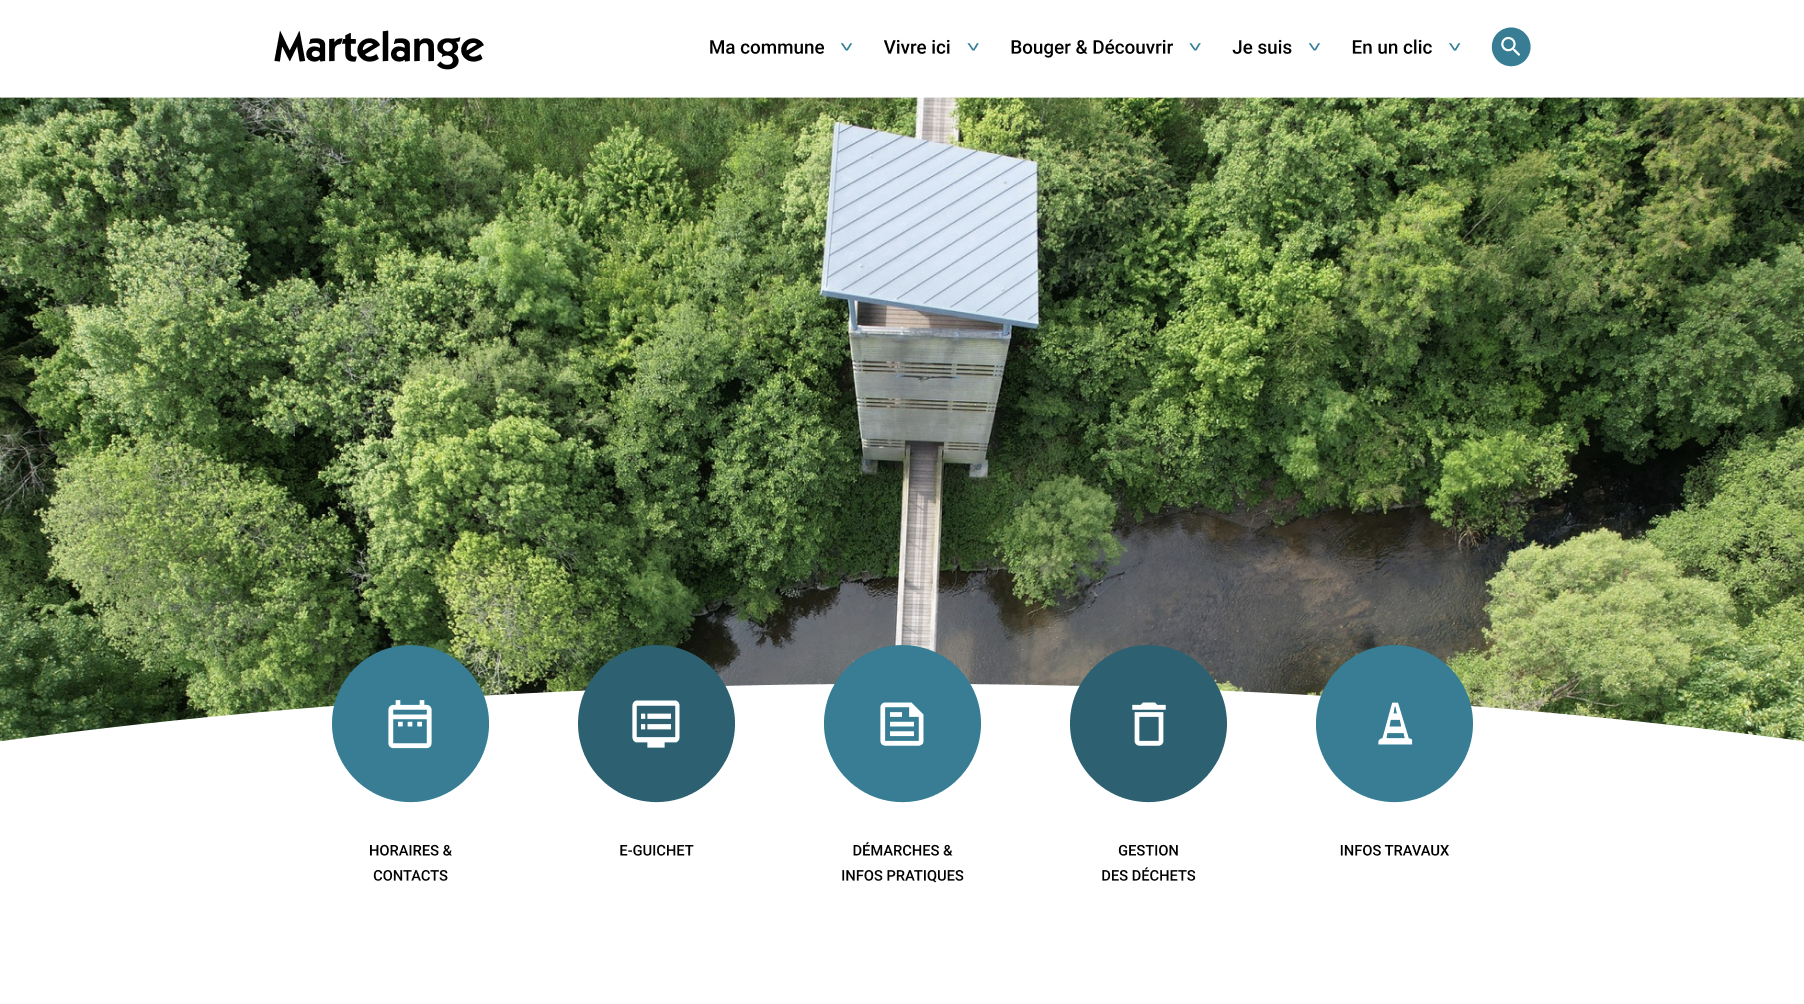 Martelange
Ma commune
Vivre ici
Bouger & Découvrir
Je suis
En un clic
HORAIRES &
CONTACTS
E-GUICHET
DÉMARCHES &
INFOS PRATIQUES
GESTION
DES DÉCHETS
INFOS TRAVAUX